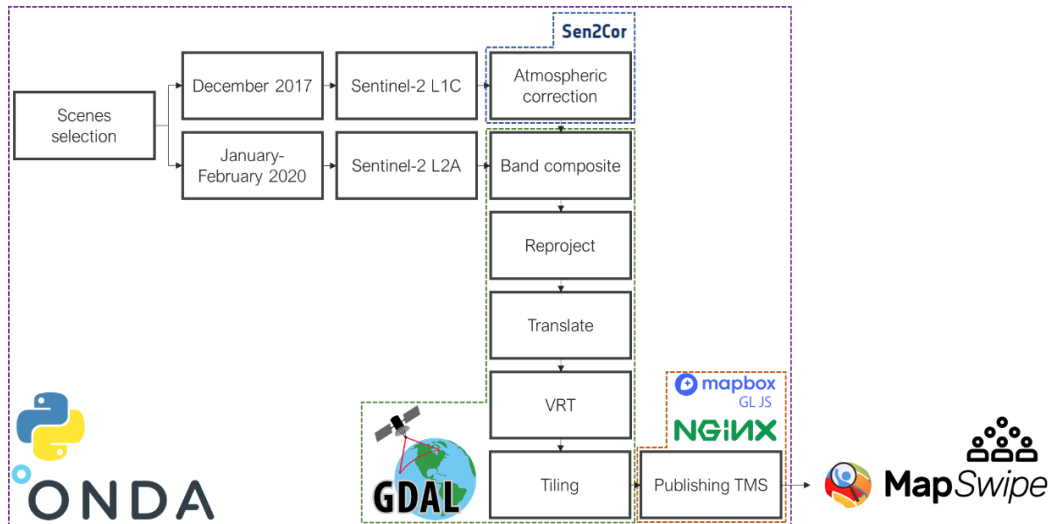 Sen2Cor
December 2017
Sentinel-2 L1C
Atmospheric
correction
Scenes
selection
January-
February 2020
Sentinel-2 L2A
Band composite
Reproject
Translate
VRT
mapbox
GL JS
NGiNX
GDAL
Tiling
Publishing TMS
MapSwipe
ONDA